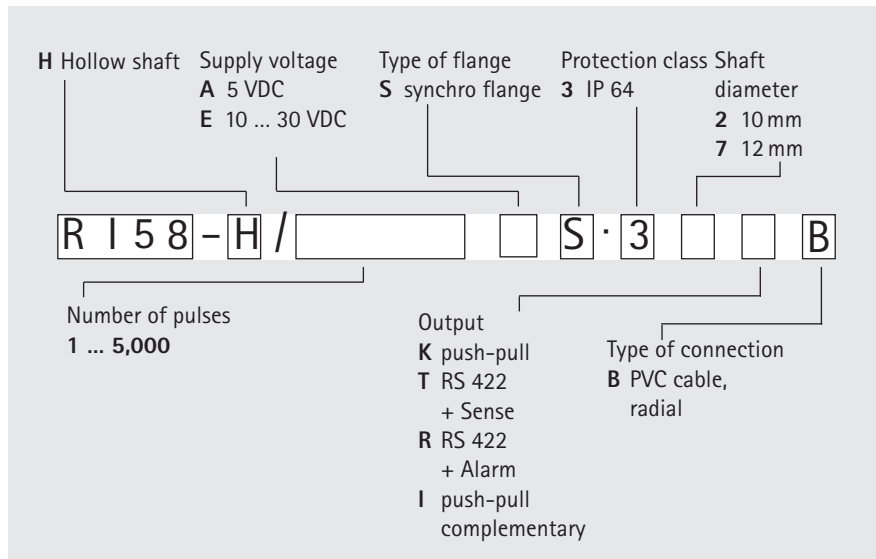 H Hollow shaft
Supply voltage
A 5 VDC
E 10 ... 30 VDC
Type of flange
S synchro flange
Protection class
3 IP 64
Shaft
diameter
2 10 mm
7 12 mm
R I 5 8 - H / S · 3 B
Number of pulses
1 ... 5,000
Output
K push-pull
T RS 422
+ Sense
R RS 422
+ Alarm
I push-pull
complementary
Type of connection
B PVC cable,
radial